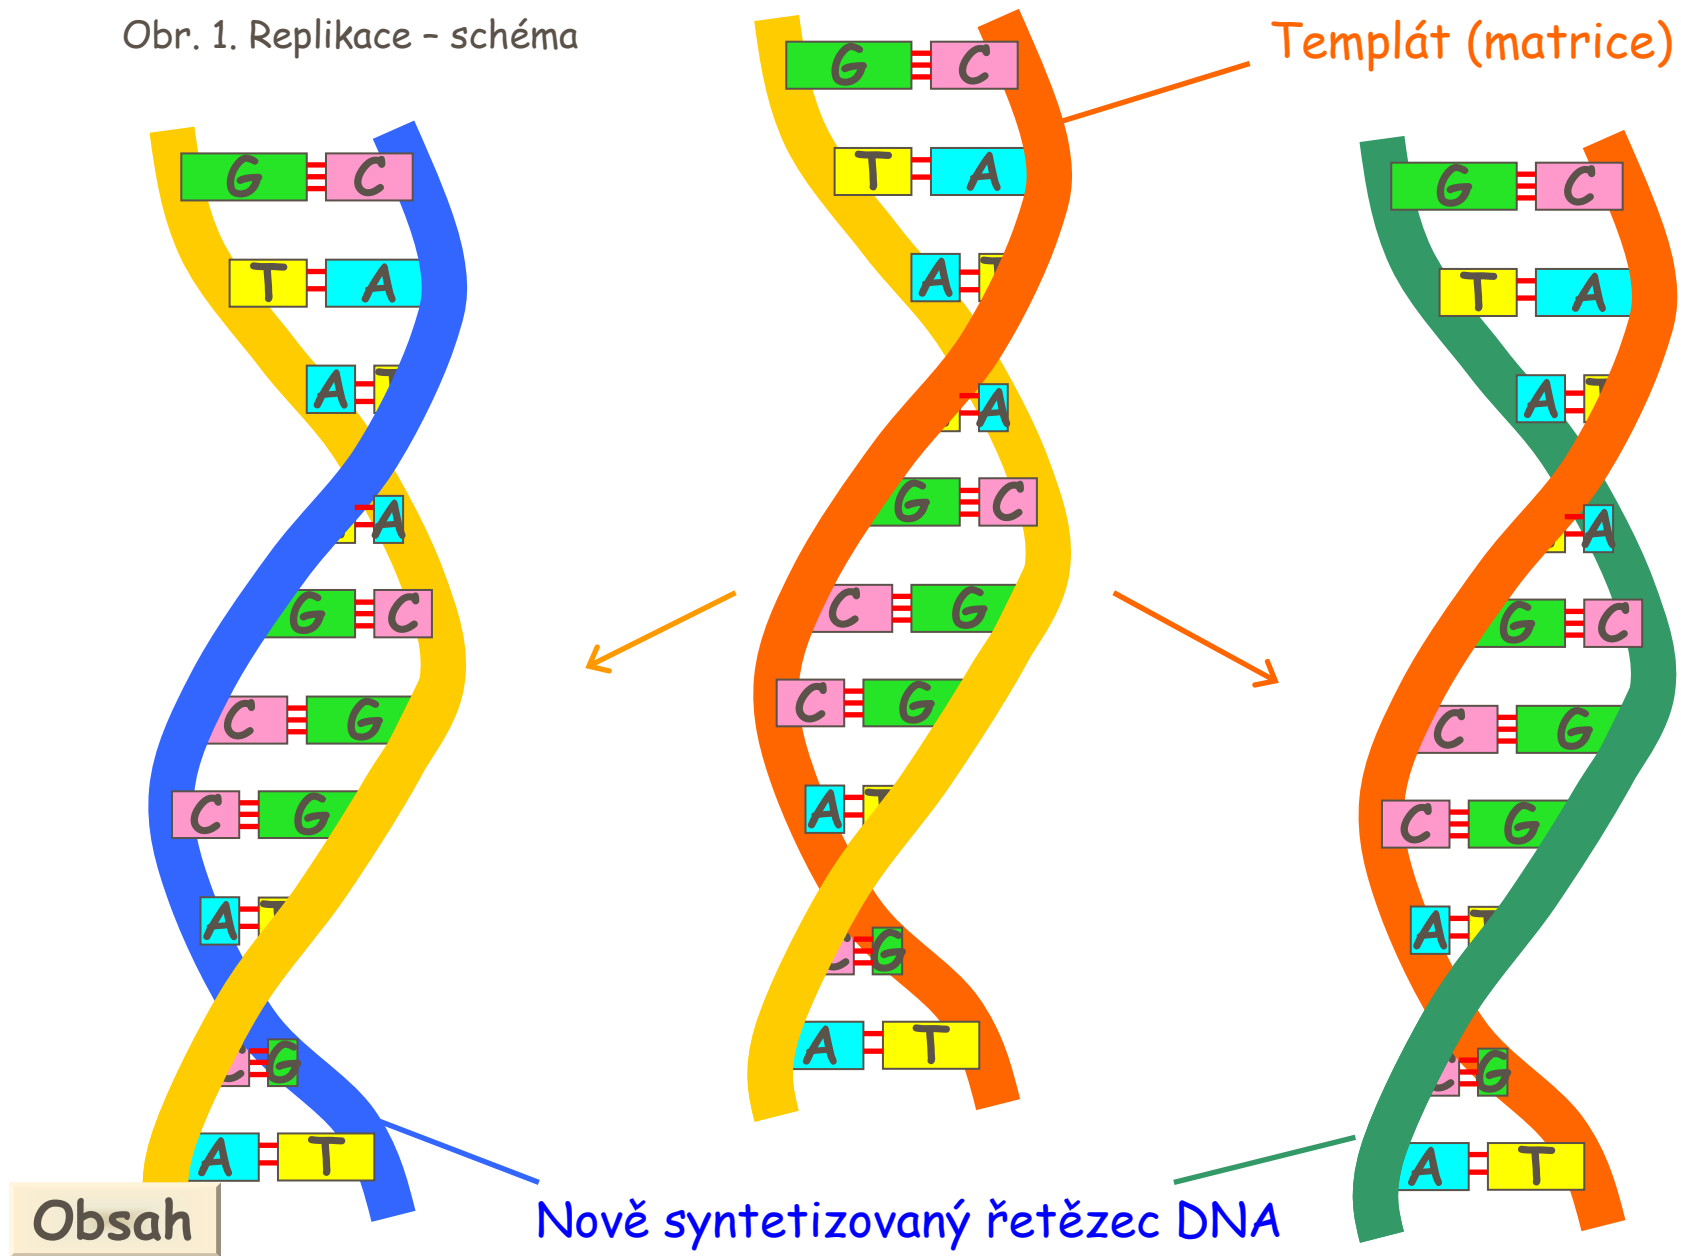 Obr. 1. Replikace – schéma
Templát (matrice)
G C
T A
A T
A
G C
C G
C G
A T
C G
A T
G C
T A
A T
A
G C
C G
C G
A T
C G
A T
G C
T A
A T
A
G C
C G
C G
A T
C G
A T
Obsah
Nově syntetizovaný řetězec DNA